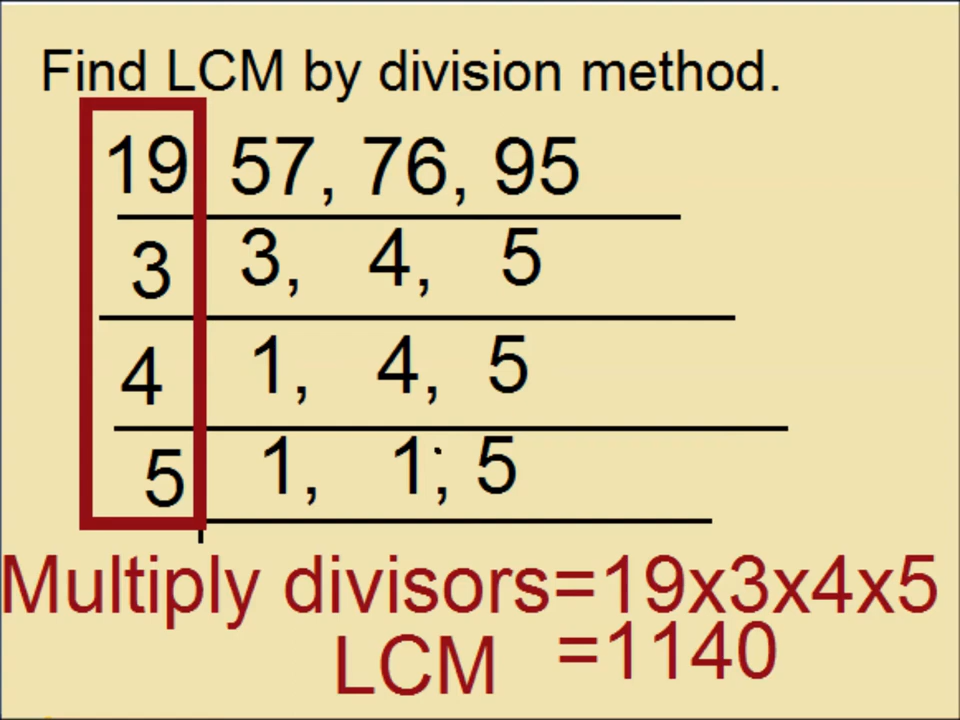 Find LCM by division method.
19 57, 76, 95
3 3, 4, 5
4 1, 4, 5
5 1, 1; 5
Multiply divisors=19x3x4x5
LCM =1140